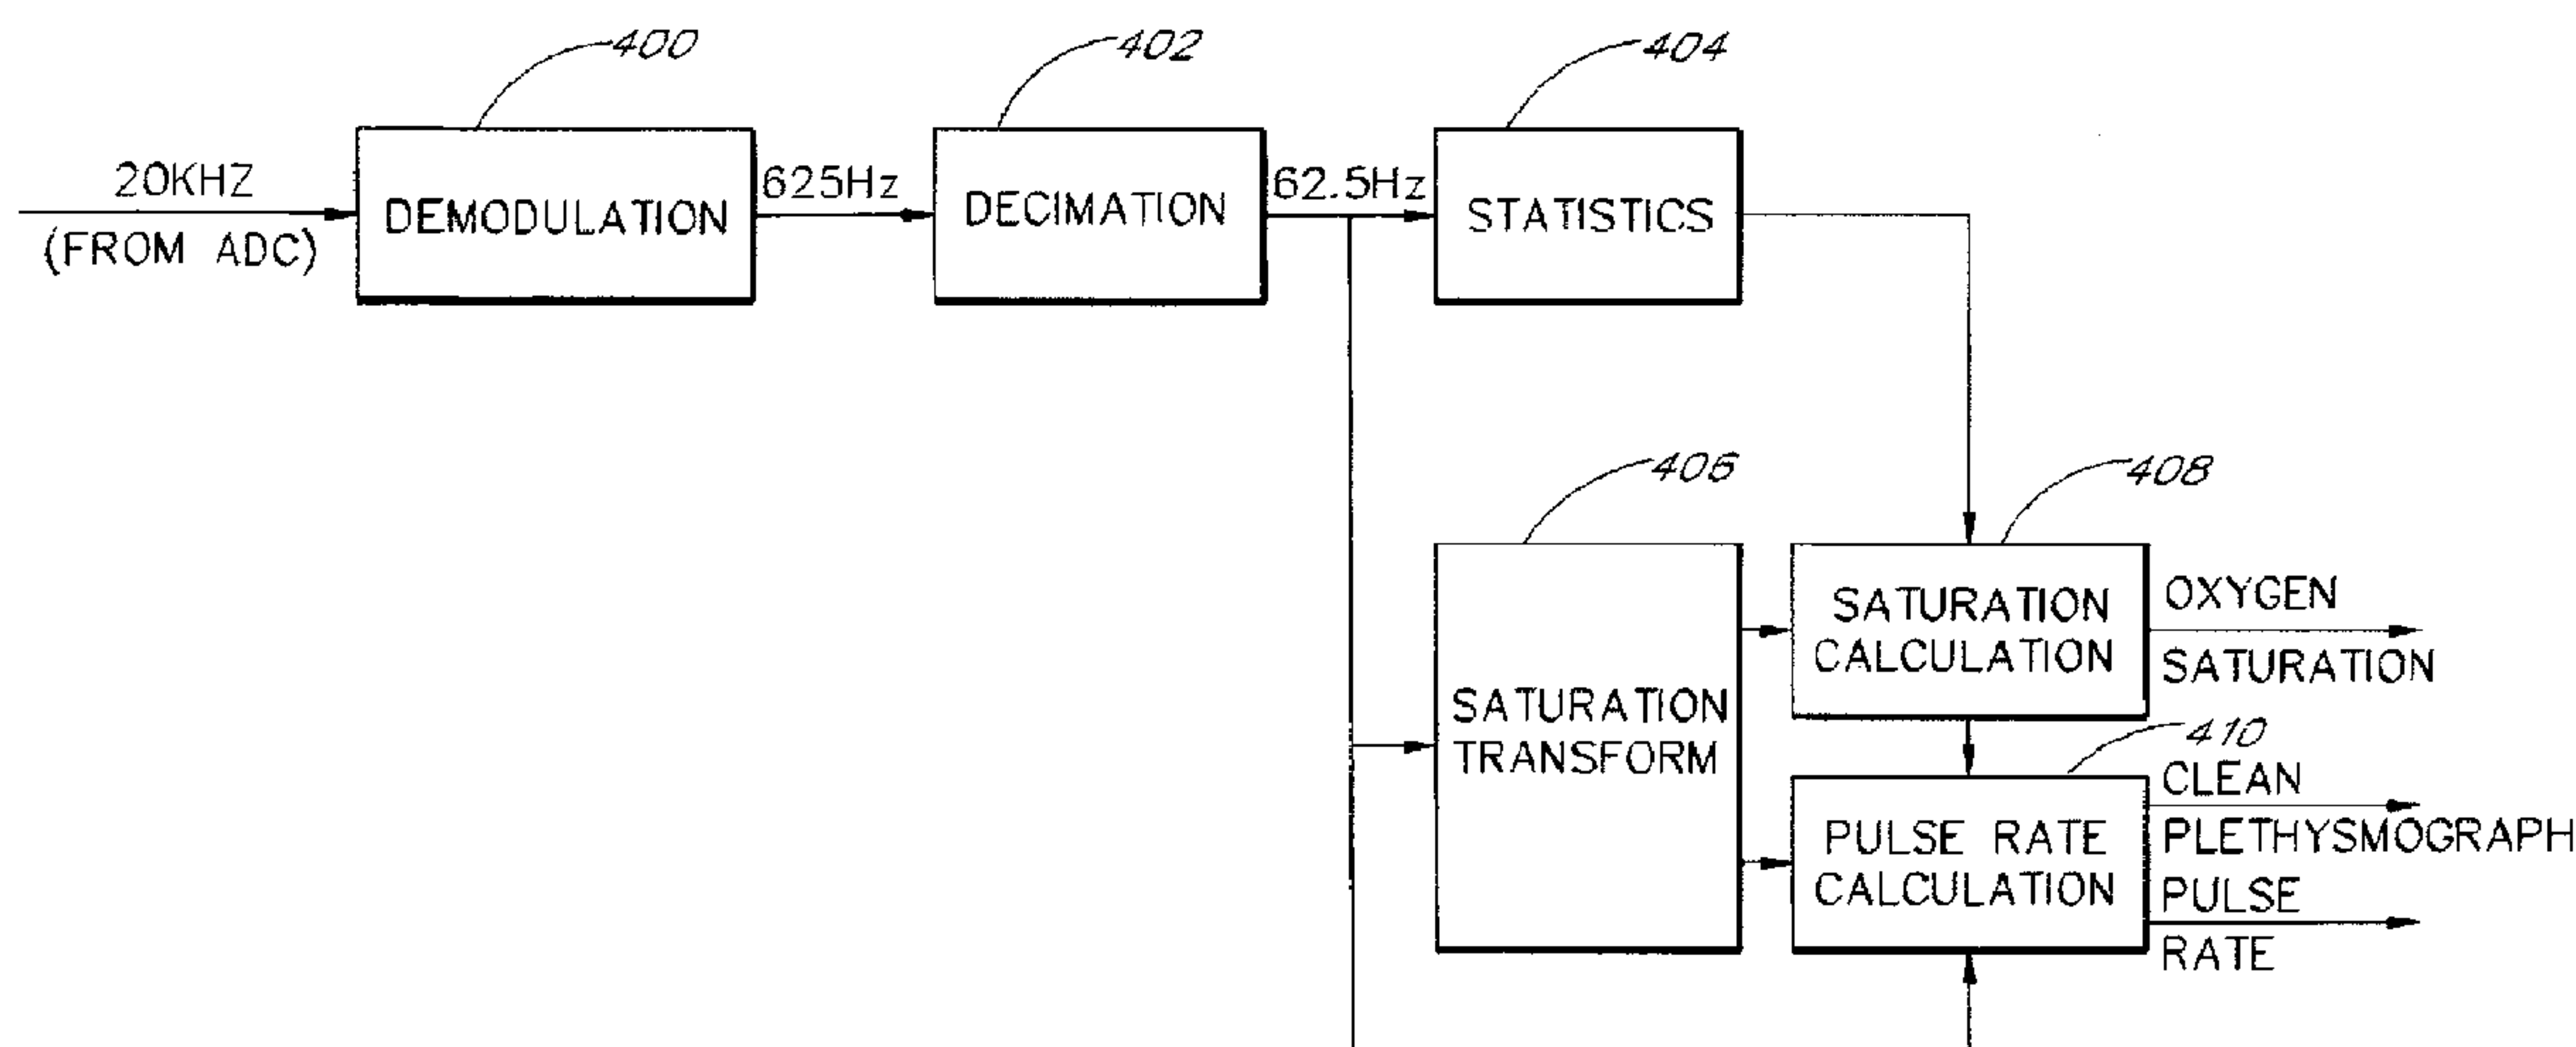 400
402
404
20KHZ
(FROM ADC)
DEMODULATION
625Hz
DECIMATION
62.5Hz
STATISTICS
406
408
SATURATION
TRANSFORM
SATURATION
CALCULATION
OXYGEN
SATURATION
410
PULSE RATE
CALCULATION
CLEAN
PLETHYSMOGRAPH
PULSE
RATE